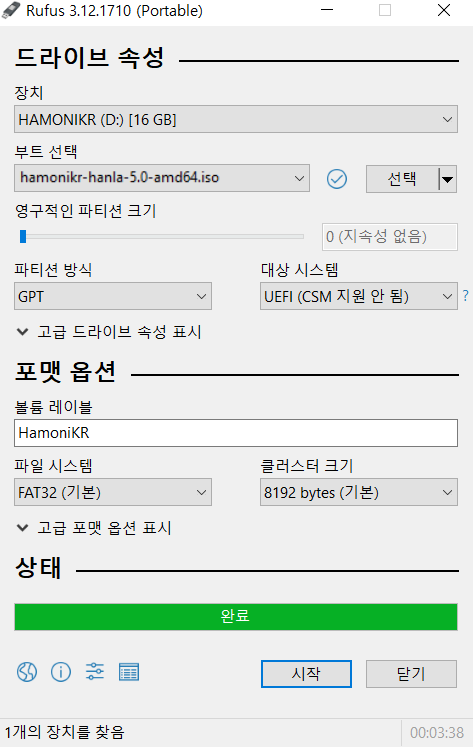 Rufus 3.12.1710 (Portable)
드라이브 속성
장치
HAMONIKR (D:) [16 GB]
부트 선택
hamonikr-hanla-5.0-amd64.iso
선택
영구적인 파티션 크기
0 (지속성 없음)
파티션 방식 대상 시스템
GPT UEFI (CSM 지원 안 됨) ?
고급 드라이브 속성 표시
포맷 옵션
볼륨 레이블
HamoniKR
파일 시스템 클러스터 크기
FAT32 (기본) 8192 bytes (기본)
고급 포맷 옵션 표시
상태
완료
시작 닫기
1개의 장치를 찾음 00:03:38